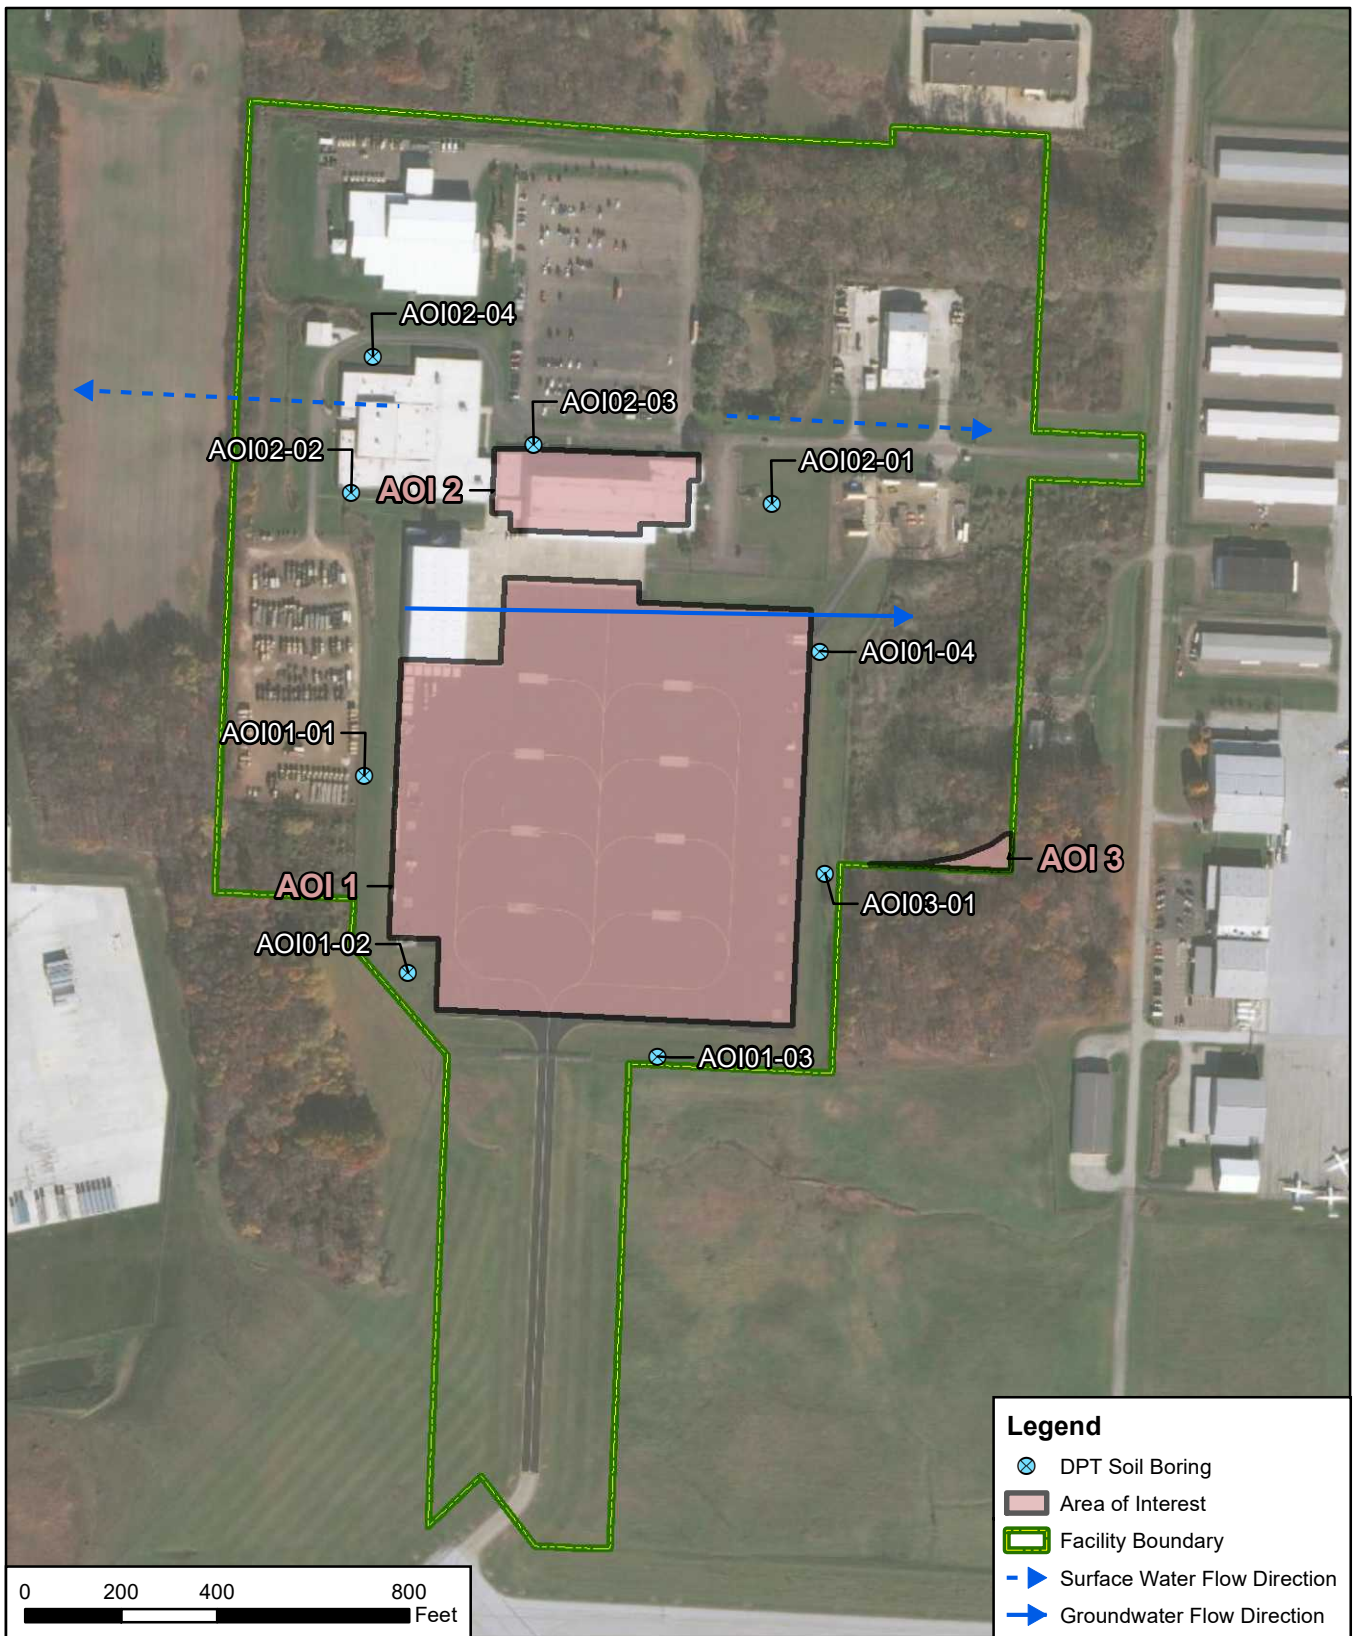 AOI02-04
AOI02-03
AOI02-02
AOI 2
AOI02-01
AOI01-04
AOI01-01
AOI 3
AOI 1
AOI03-01
AOI01-02
AOI01-03
Legend
DPT Soil Boring
Area of Interest
Facility Boundary
Surface Water Flow Direction
Groundwater Flow Direction
0 200 400 800
Feet